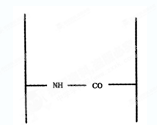 NH — CO